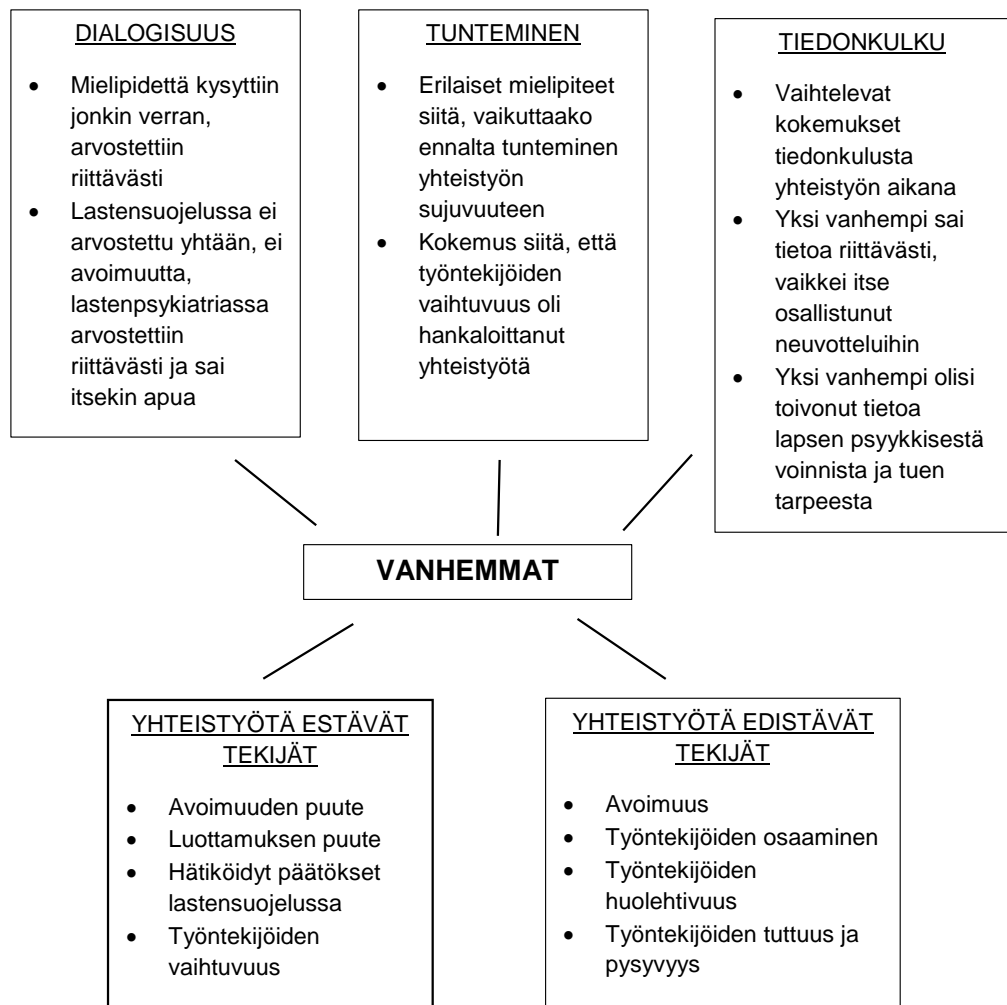 DIALOGISUUS
• Mielipidettä kysyttiin
jonkin verran,
arvostettiin
riittävästi
• Lastensuojelussa ei
arvostettu yhtään, ei
avoimuutta,
lastenpsykiatriassa
arvostettiin
riittävästi ja sai
itsekin apua
TUNTEMINEN
• Erilaiset mielipiteet
siitä, vaikuttaako
ennalta tunteminen
yhteistyön
sujuvuuteen
• Kokemus siitä, että
työntekijöiden
vaihtuvuus oli
hankaloittanut
yhteistyötä
TIEDONKULKU
• Vaihtelevat
kokemukset
tiedonkulusta
yhteistyön aikana
• Yksi vanhempi sai
tietoa riittävästi,
vaikkei itse
osallistunut
neuvotteluihin
• Yksi vanhempi olisi
toivonut tietoa
lapsen psyykkisestä
voinnista ja tuen
tarpeesta
VANHEMMAT
YHTEISTYÖTÄ ESTÄVÄT
TEKIJÄT
• Avoimuuden puute
• Luottamuksen puute
• Hätiköidyt päätökset
lastensuojelussa
• Työntekijöiden
vaihtuvuus
YHTEISTYÖTÄ EDISTÄVÄT
TEKIJÄT
• Avoimuus
• Työntekijöiden osaaminen
• Työntekijöiden
huolehtivuus
• Työntekijöiden tuttuus ja
pysyvyys